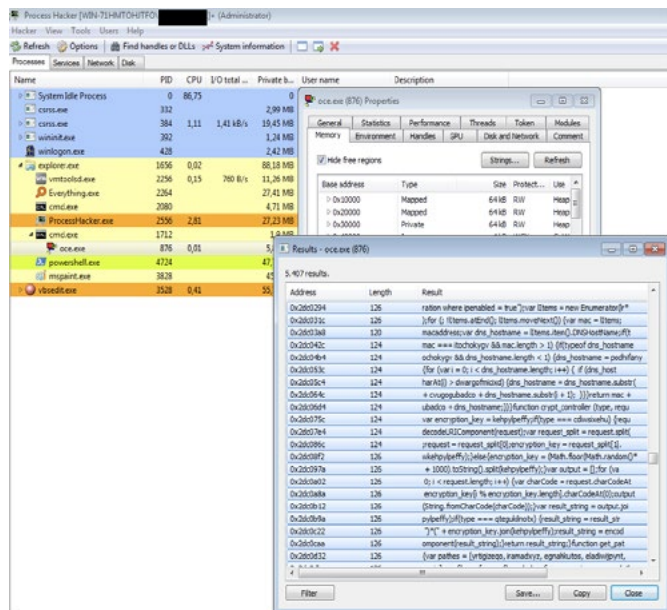 Process Hacker [WIN-71HMTOHITFO\ ]+ (Administrator)
Hacker View Tools Users Help
Refresh Options Find handles or DLLs System information
Processes Services Network Disk
Name PID CPU I/O total ... Private b... User name Description
System Idle Process 0 86,75 0
csrss.exe 332 2,99 MB
csrss.exe 384 1,11 1,41 kB/s 19,45 MB
wininit.exe 392 1,24 MB
winlogon.exe 428 2,42 MB
explorer.exe 1656 0,02 88,18 MB
vmtoolsd.exe 2256 0,15 760 B/s 11,26 MB
Everything.exe 2264 27,41 MB
cmd.exe 2080 4,71 MB
ProcessHacker.exe 2556 2,61 27,23 MB
cmd.exe 1712
oce.exe 876 0,01
powershell.exe 4724
mspaint.exe 3828
vbsedit.exe 3528 0,41
oce.exe (876) Properties
General Statistics Performance Threads Token Modules
Memory Environment Handles GPU Disk and Network Comment
Hide free regions Strings... Refresh
Base address Type Size Protect... Use
0x10000 Mapped 64 kB RW Heap
0x20000 Mapped 64 kB RW Heap
0x30000 Private 64 kB RW Heap
Results - oce.exe (876)
5.407 results.
Address Length Result
0x2dc0294 126 ration where ipenabled = true");var lItems = new Enumerator(r*
0x2dc031c 126 );for (; !lItems.atEnd(); lItems.moveNext()) {var mac = lItems;
0x2dc03a8 120 macaddress;var dns_hostname = lItems.item().DNSHostName;if(t
0x2dc042c 124 mac === itochokygv && mac.length > 1) {if(typeof dns_hostname
0x2dc04b4 124 ochokygv && dns_hostname.length < 1) {dns_hostname =
0x2dc053c 124 {for (var i = 0; i < dns_hostname.length; i++) { if (dns_host
0x2dc05c4 124 harAt(i) > dns_hostname = dns_hostname.substr(
0x2dc064c 126 + cvugoubadco + dns_hostname.substr(i + 1); }}}return mac +
0x2dc06d4 124 ubadco + dns_hostname;}}}function crypt_controller (type, requ
0x2dc075c 126 var encryption_key = kehpylpeffy;if(type === {requ
0x2dc07e4 126 decodeURIComponent(request);var request_split = request.split(
0x2dc086c 126 ;request = request_split[0];encryption_key = request_split[1].
0x2dc08f2 126 }else{encryption_key = (Math.floor(Math.random()*
0x2dc097a 126 + 1000).toString().split(kehpylpeffy);}var output = [];for (va
0x2dc0a02 126 0; i < request.length; i++) {var charCode = request.charCodeAt
0x2dc0a8a 126 encryption_key[i % encryption_key.length].charCodeAt(0);output
0x2dc0b12 126 (String.fromCharCode(charCode));}var result_string = output.joi
0x2dc0b9a 126 pylpeffy);if(type === {result_string = result_str
0x2dc0c22 126 ")*(" + encryption_key.join(kehpylpeffy);result_string = encod
0x2dc0caa 126 omponent(result_string);}return result_string;}function get_pat
0x2dc0d32 126 {var pathes =
Filter Save... Copy Close